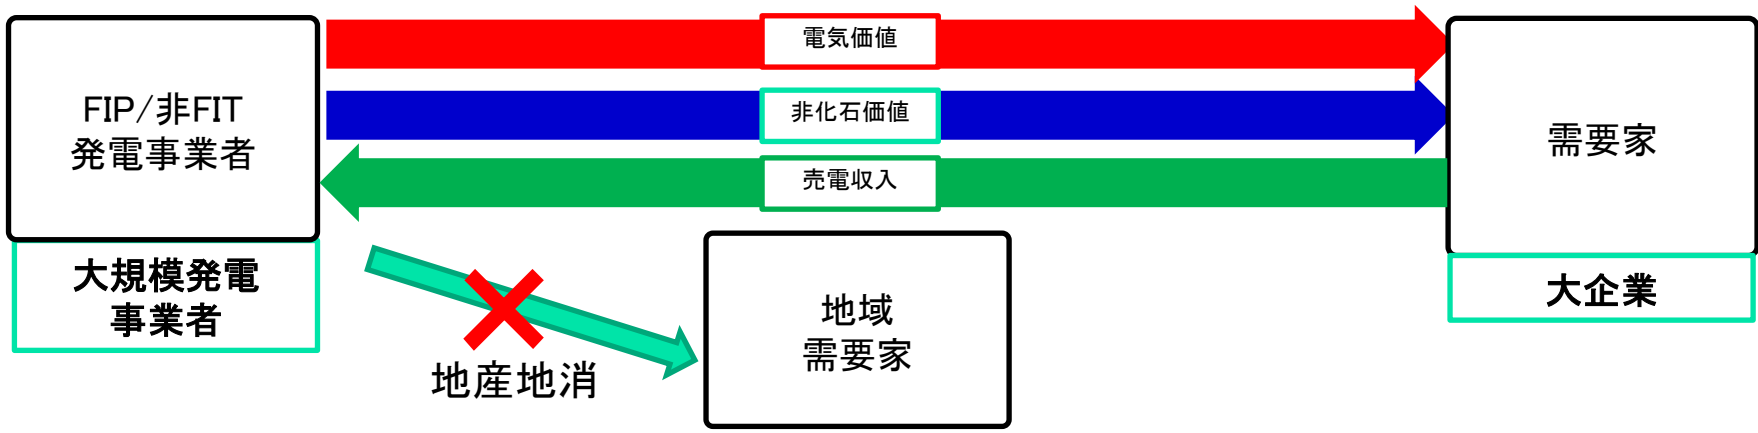 電気価値
非化石価値
売電収入
FIP/非FIT
発電事業者
大規模発電
事業者
需要家
大企業
地産地消
地域
需要家